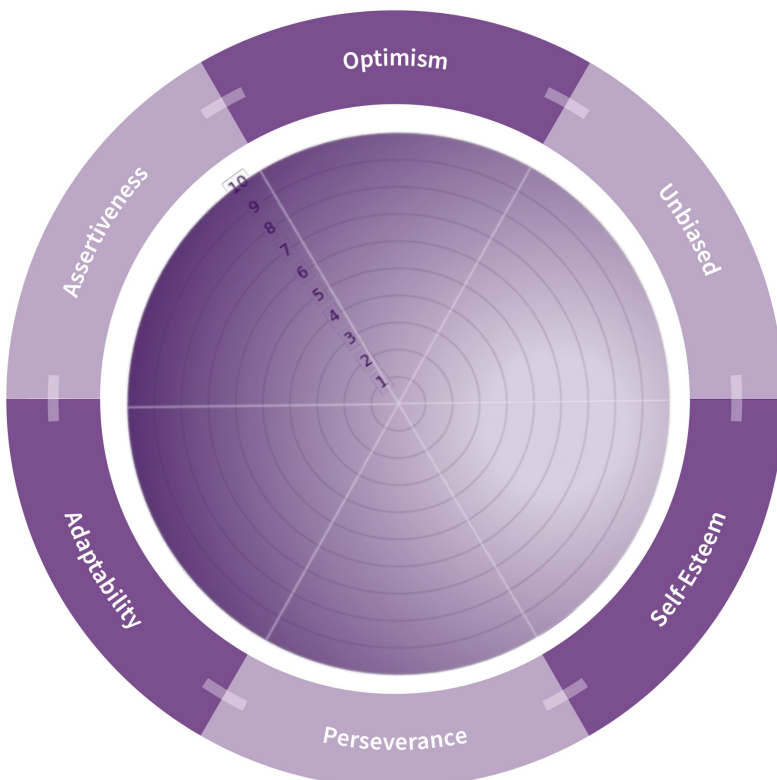 Optimism
Unbiased
Self-Esteem
Perseverance
Adaptability
Assertiveness
10
9
8
7
6
5
4
3
2
1